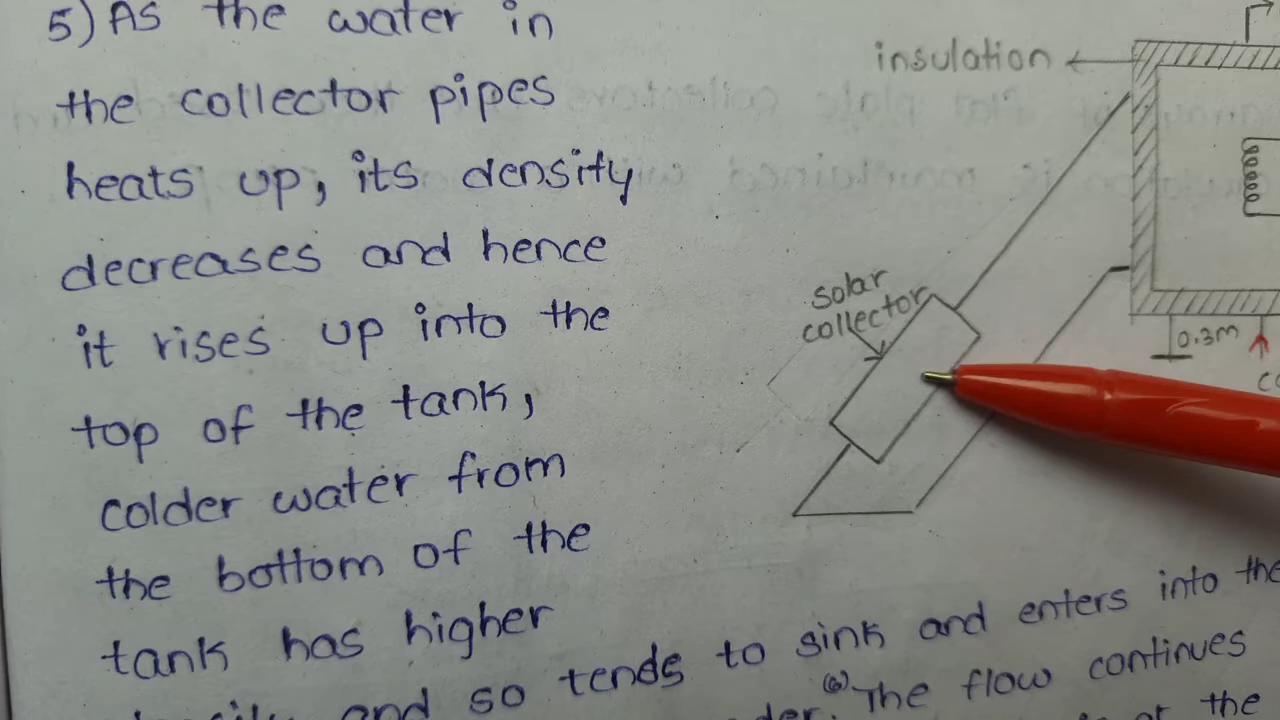 5) As the water in
the collector pipes
heats up, its density
decreases and hence
it rises up into the
top of the tank,
colder water from
the bottom of the
tank has higher
and so tends to sink and enters into the
(6) The flow continues
the
insulation
solar
collector
0.3m